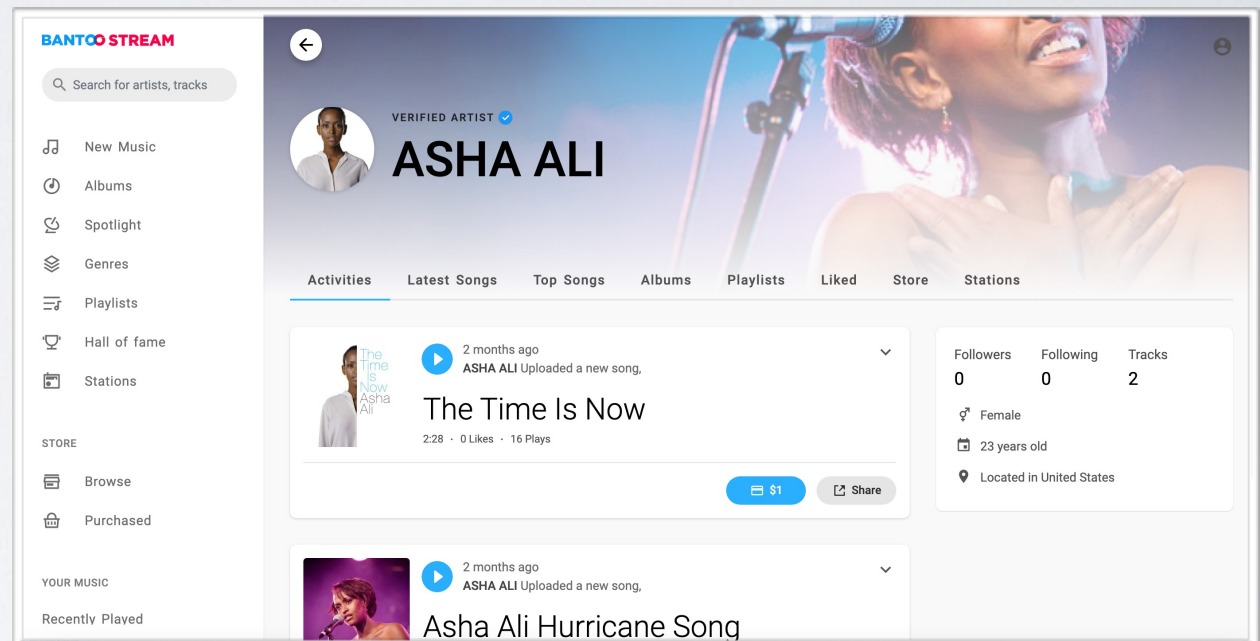 BANTOO STREAM
Search for artists, tracks
New Music
Albums
Spotlight
Genres
Playlists
Hall of fame
Stations
STORE
Browse
Purchased
YOUR MUSIC
Recently Played
VERIFIED ARTIST
ASHA ALI
Activities Latest Songs Top Songs Albums Playlists Liked Store Stations
The
Time
Is
Now
Asha
Ali
2 months ago
ASHA ALI Uploaded a new song,
The Time Is Now
2:28 · 0 Likes · 16 Plays
$1 Share
2 months ago
ASHA ALI Uploaded a new song,
Asha Ali Hurricane Song
Followers Following Tracks
0 0 2
Female
23 years old
Located in United States